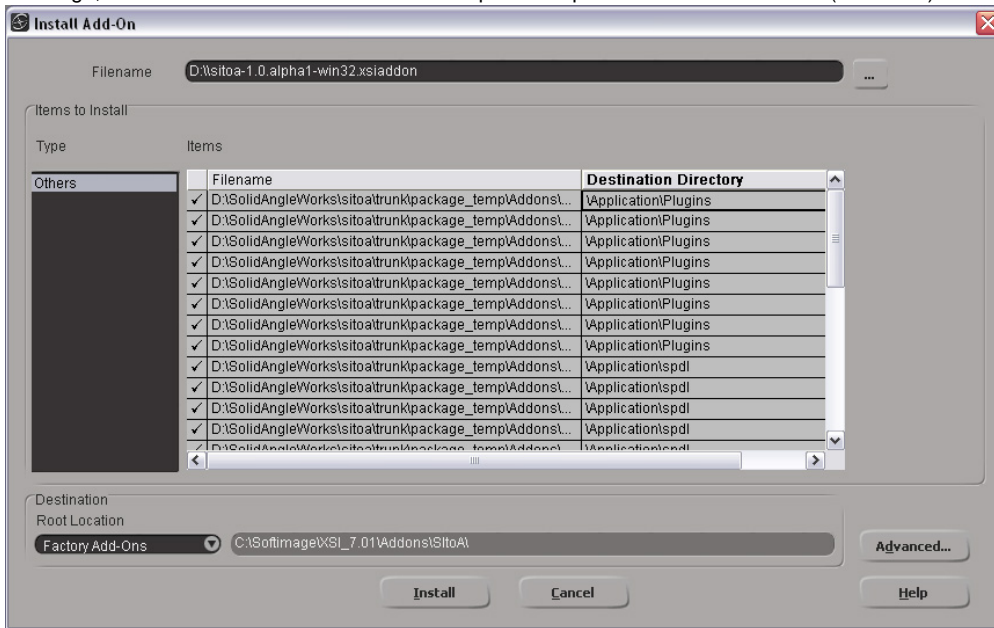 Install Add-On
Filename D:\\sitoa-1.0.alpha1-win32.xsiaddon ...
Items to Install
Type Items
Others
Filename Destination Directory
✓ D:\SolidAngleWorks\sitoa\trunk\package_temp\Addons\... \Application\Plugins
✓ D:\SolidAngleWorks\sitoa\trunk\package_temp\Addons\... \Application\Plugins
✓ D:\SolidAngleWorks\sitoa\trunk\package_temp\Addons\... \Application\Plugins
✓ D:\SolidAngleWorks\sitoa\trunk\package_temp\Addons\... \Application\Plugins
✓ D:\SolidAngleWorks\sitoa\trunk\package_temp\Addons\... \Application\Plugins
✓ D:\SolidAngleWorks\sitoa\trunk\package_temp\Addons\... \Application\Plugins
✓ D:\SolidAngleWorks\sitoa\trunk\package_temp\Addons\... \Application\Plugins
✓ D:\SolidAngleWorks\sitoa\trunk\package_temp\Addons\... \Application\Plugins
✓ D:\SolidAngleWorks\sitoa\trunk\package_temp\Addons\... \Application\spdl
✓ D:\SolidAngleWorks\sitoa\trunk\package_temp\Addons\... \Application\spdl
✓ D:\SolidAngleWorks\sitoa\trunk\package_temp\Addons\... \Application\spdl
✓ D:\SolidAngleWorks\sitoa\trunk\package_temp\Addons\... \Application\spdl
✓ D:\SolidAngleWorks\sitoa\trunk\package_temp\Addons\... \Application\spdl
Destination
Root Location
Factory Add-Ons C:\Softimage\XSI_7.01\Addons\SItoA\
Advanced...
Install Cancel Help